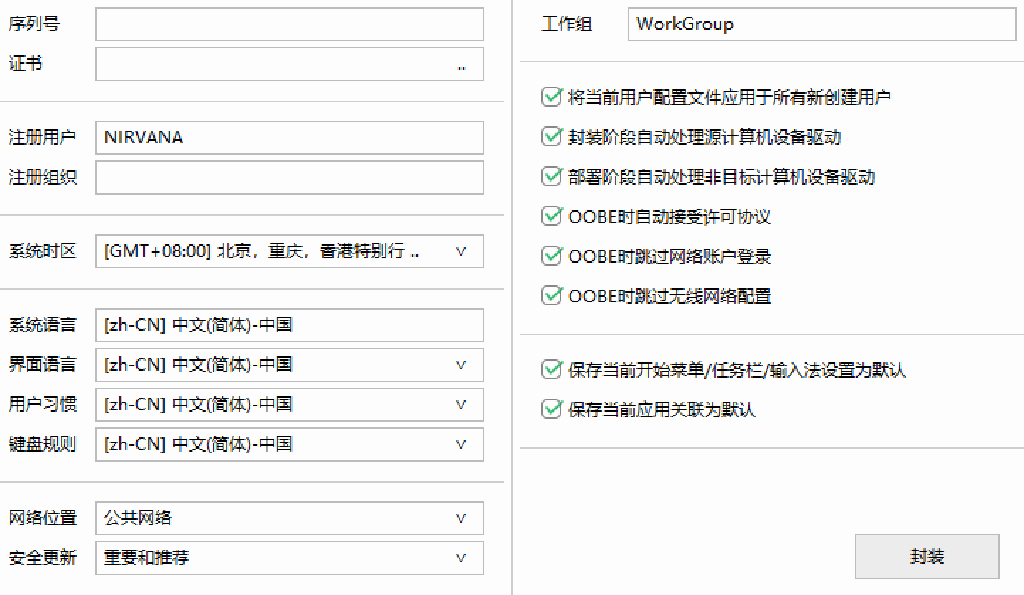 序列号
证书 ..
注册用户 NIRVANA
注册组织
系统时区 [GMT+08:00] 北京，重庆，香港特别行 ..
系统语言 [zh-CN] 中文(简体)-中国
界面语言 [zh-CN] 中文(简体)-中国
用户习惯 [zh-CN] 中文(简体)-中国
键盘规则 [zh-CN] 中文(简体)-中国
网络位置 公共网络
安全更新 重要和推荐
工作组 WorkGroup
将当前用户配置文件应用于所有新创建用户
封装阶段自动处理源计算机设备驱动
部署阶段自动处理非目标计算机设备驱动
OOBE时自动接受许可协议
OOBE时跳过网络账户登录
OOBE时跳过无线网络配置
保存当前开始菜单/任务栏/输入法设置为默认
保存当前应用关联为默认
封装